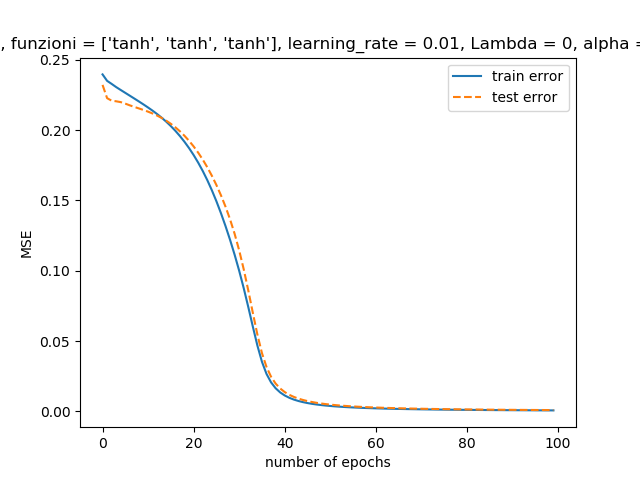 , funzioni = ['tanh', 'tanh', 'tanh'], learning_rate = 0.01, Lambda = 0, alpha =
train error
test error
0.25
0.20
0.15
0.10
0.05
0.00
MSE
0 20 40 60 80 100
number of epochs